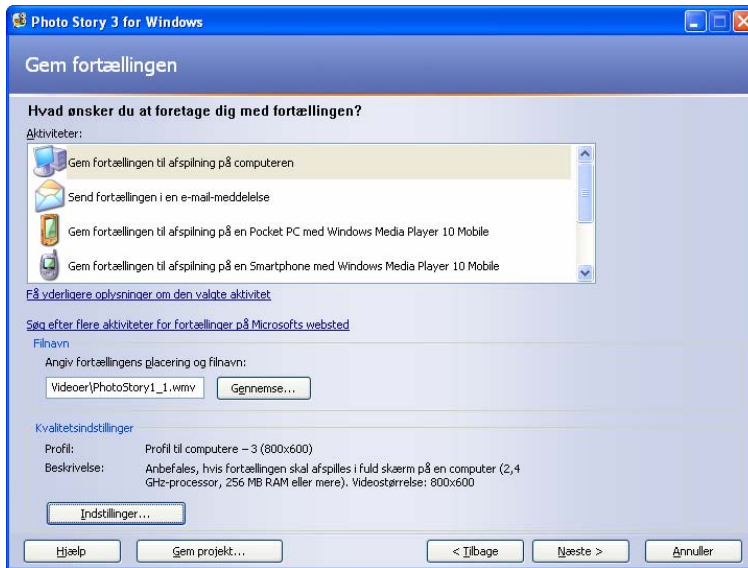 Photo Story 3 for Windows
Gem fortællingen
Hvad ønsker du at foretage dig med fortællingen?
Aktiviteter:
Gem fortællingen til afspilning på computeren
Send fortællingen i en e-mail-meddelelse
Gem fortællingen til afspilning på en Pocket PC med Windows Media Player 10 Mobile
Gem fortællingen til afspilning på en Smartphone med Windows Media Player 10 Mobile
Få yderligere oplysninger om den valgte aktivitet
Søg efter flere aktiviteter for fortællinger på Microsofts websted
Filnavn
Angiv fortællingens placering og filnavn:
Videoer\PhotoStory1_1.wmv Gennemse...
Kvalitetsindstillinger
Profil: Profil til computere – 3 (800x600)
Beskrivelse: Anbefales, hvis fortællingen skal afspilles i fuld skærm på en computer (2,4
GHz-processor, 256 MB RAM eller mere). Videostørrelse: 800x600
Indstillinger...
Hjælp Gem projekt... < Tilbage Næste > Annuller